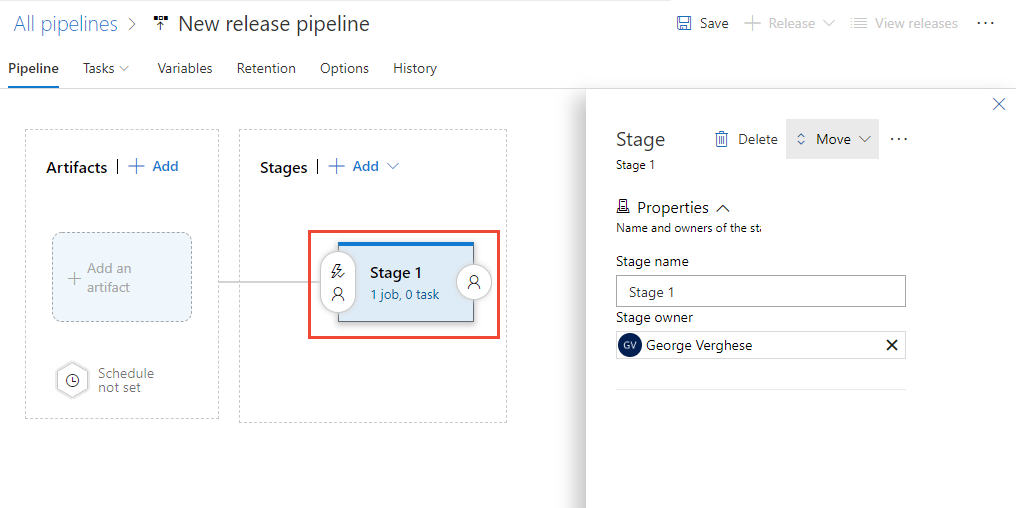 All pipelines > New release pipeline
Save Release View releases ...
Pipeline Tasks Variables Retention Options History
Artifacts | + Add
Stages | + Add
+ Add an
artifact
Schedule
not set
Stage 1
1 job, 0 task
Stage
Delete Move ...
Stage 1
Properties
Name and owners of the sta
Stage name
Stage 1
Stage owner
GV George Verghese